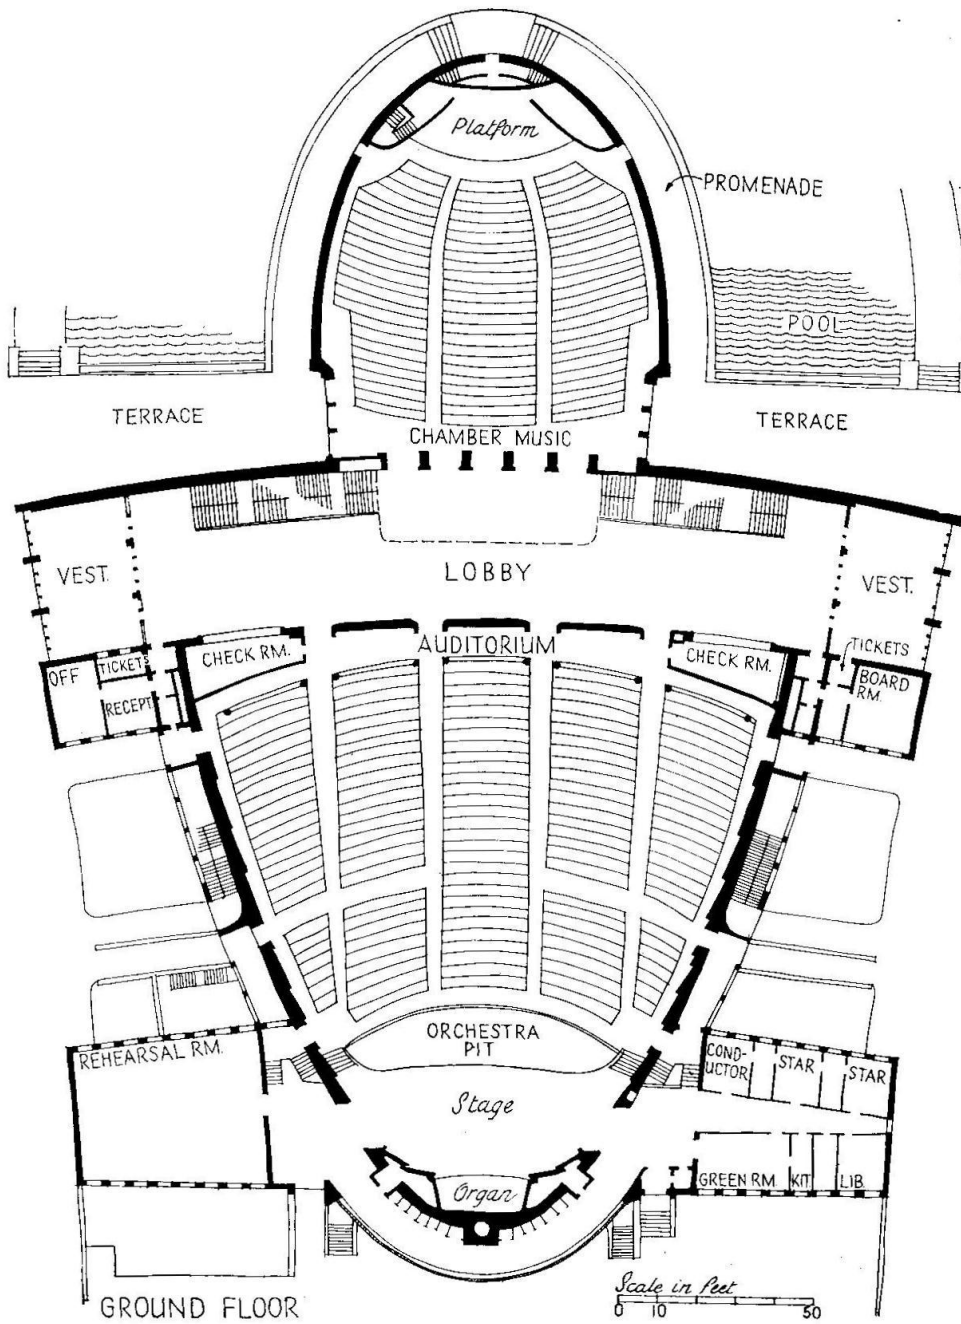 Platform
PROMENADE
POOL
TERRACE
TERRACE
CHAMBER MUSIC
VEST.
LOBBY
VEST.
AUDITORIUM
CHECK RM.
CHECK RM.
TICKETS
TICKETS
OFF
RECEPT.
BOARD
RM.
ORCHESTRA
PIT
REHEARSAL RM.
COND-
UCTOR
STAR
STAR
Stage
Organ
GREEN RM.
KIT.
LIB.
GROUND FLOOR
Scale in feet
0 10 50